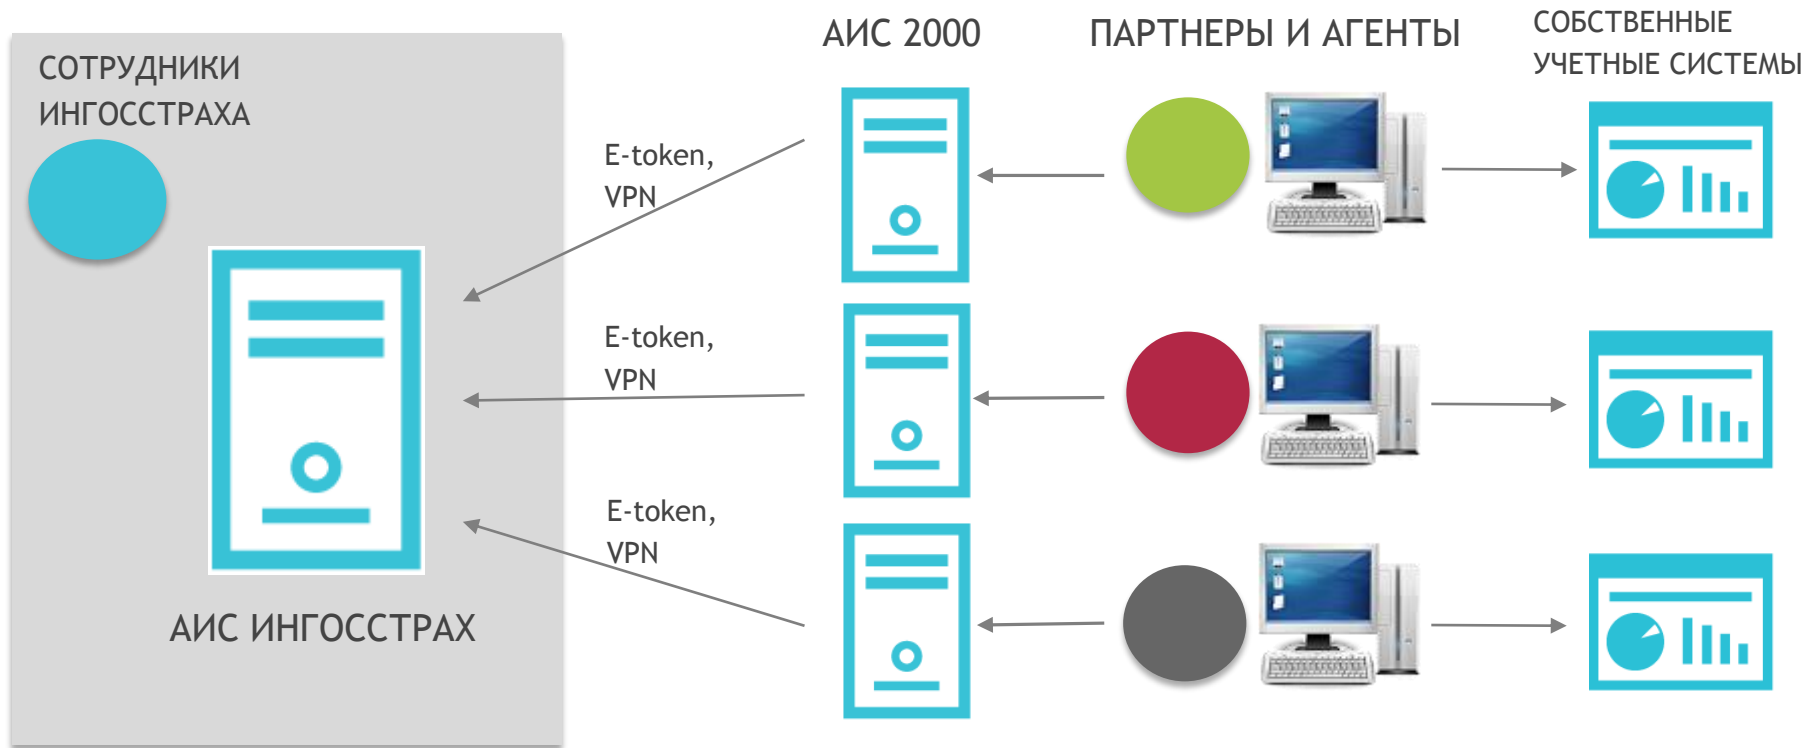 СОТРУДНИКИ
ИНГОССТРАХА
АИС 2000
ПАРТНЕРЫ И АГЕНТЫ
СОБСТВЕННЫЕ
УЧЕТНЫЕ СИСТЕМЫ
E-token,
VPN
E-token,
VPN
E-token,
VPN
АИС ИНГОССТРАХ